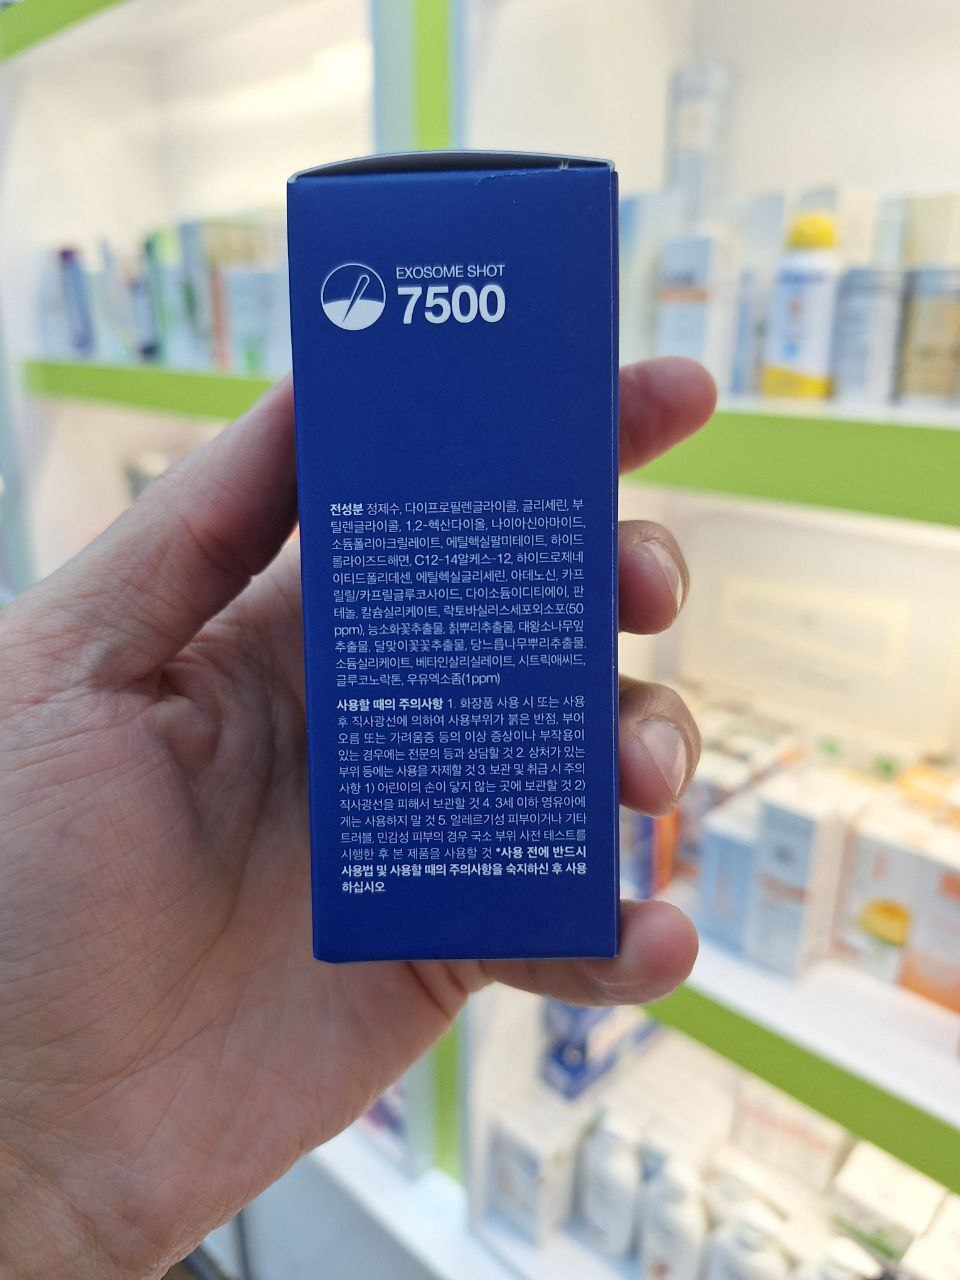 EXOSOME SHOT
7500
전성분 정제수, 다이프로필렌글라이콜, 글리세린, 부
틸렌글라이콜, 1,2-헥산다이올, 나이아신아마이드,
소듐폴리아크릴레이트, 에틸헥실팔미테이트, 하이드
롤라이즈드해면, C12-14알케스-12, 하이드로제네
이티드폴리데센, 에틸헥실글리세린, 아데노신, 카프
릴릴/카프릴글루코사이드, 다이소듐이디티에이, 판
테놀, 칼슘실리케이트, 락토바실러스세포외소포(50
ppm), 능소화꽃추출물, 칡뿌리추출물, 대왕소나무잎
추출물, 달맞이꽃꽃추출물, 당느릅나무뿌리추출물,
소듐실리케이트, 베타인살리실레이트, 시트릭애씨드,
글루코노락톤, 우유엑소좀(1ppm)
사용할 때의 주의사항 1. 화장품 사용 시 또는 사용
후 직사광선에 의하여 사용부위가 붉은 반점, 부어
오름 또는 가려움증 등의 이상 증상이나 부작용이
있는 경우에는 전문의 등과 상담할 것 2. 상처가 있는
부위 등에는 사용을 자제할 것 3. 보관 및 취급 시 주의
사항 1) 어린이의 손이 닿지 않는 곳에 보관할 것 2)
직사광선을 피해서 보관할 것 4. 3세 이하 영유아에
게는 사용하지 말 것 5. 알레르기성 피부이거나 기타
트러블, 민감성 피부의 경우 국소 부위 사전 테스트를
시행한 후 본 제품을 사용할 것 *사용 전에 반드시
사용법 및 사용할 때의 주의사항을 숙지하신 후 사용
하십시오